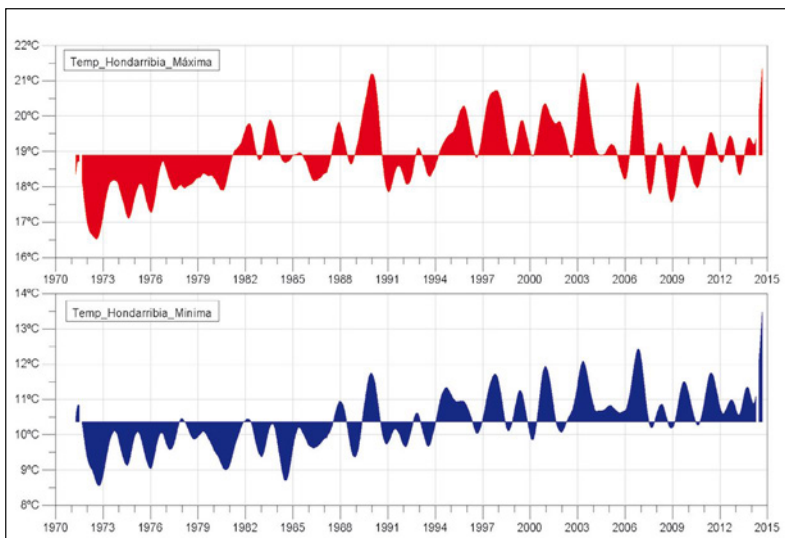 22ºC
Temp_Hondarribia_Máxima
21ºC
20ºC
19ºC
18ºC
17ºC
16ºC
1970 1973 1976 1979 1982 1985 1988 1991 1994 1997 2000 2003 2006 2009 2012 2015
14ºC
Temp_Hondarribia_Minima
13ºC
12ºC
11ºC
10ºC
9ºC
8ºC
1970 1973 1976 1979 1982 1985 1988 1991 1994 1997 2000 2003 2006 2009 2012 2015